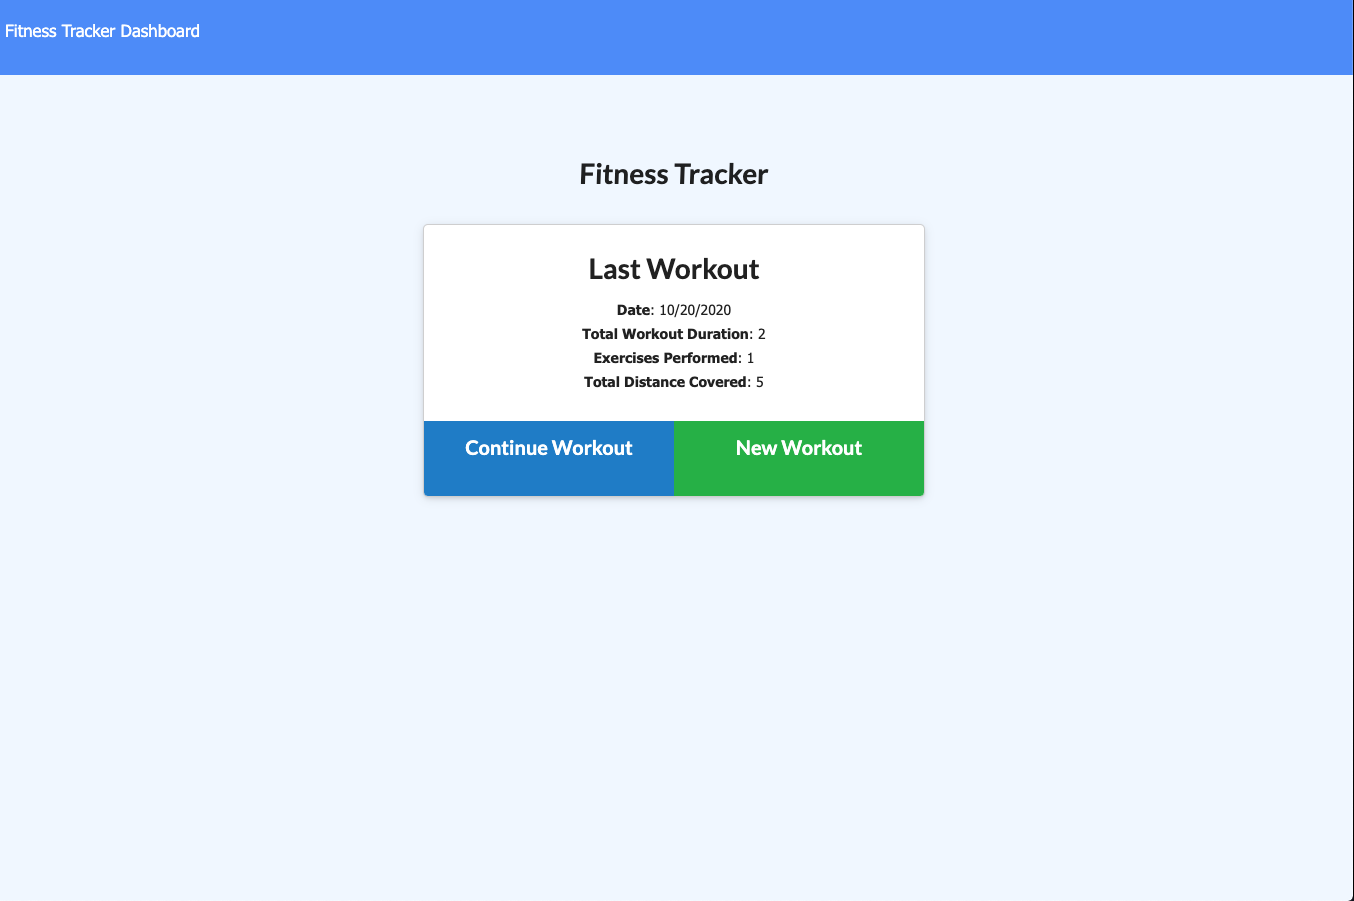 Fitness Tracker Dashboard
Fitness Tracker
Last Workout
Date: 10/20/2020
Total Workout Duration: 2
Exercises Performed: 1
Total Distance Covered: 5
Continue Workout
New Workout